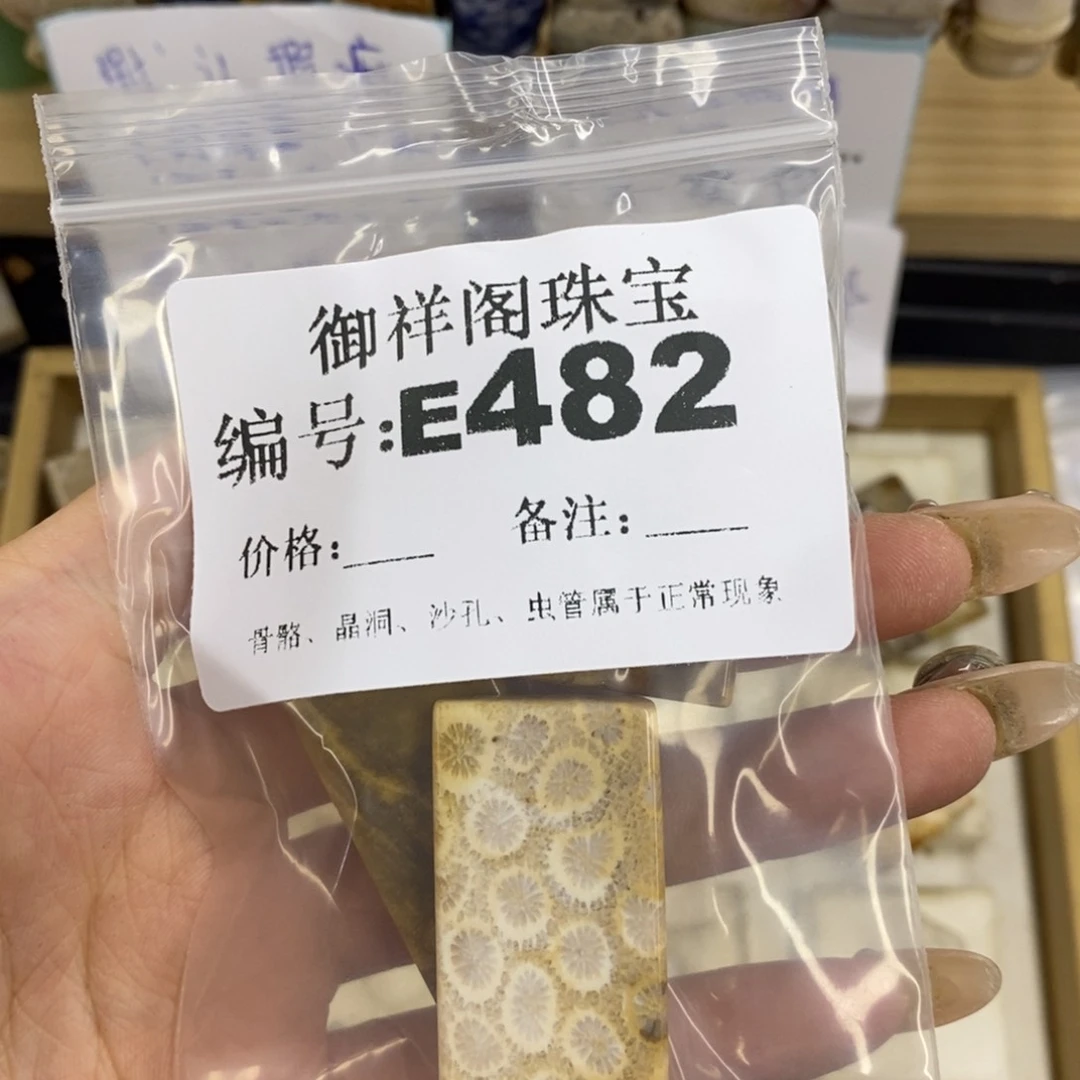 御祥阁珠宝
编号:E482
价格:___ 备注:____
骨骼、晶洞、沙孔、虫管属于正常现象